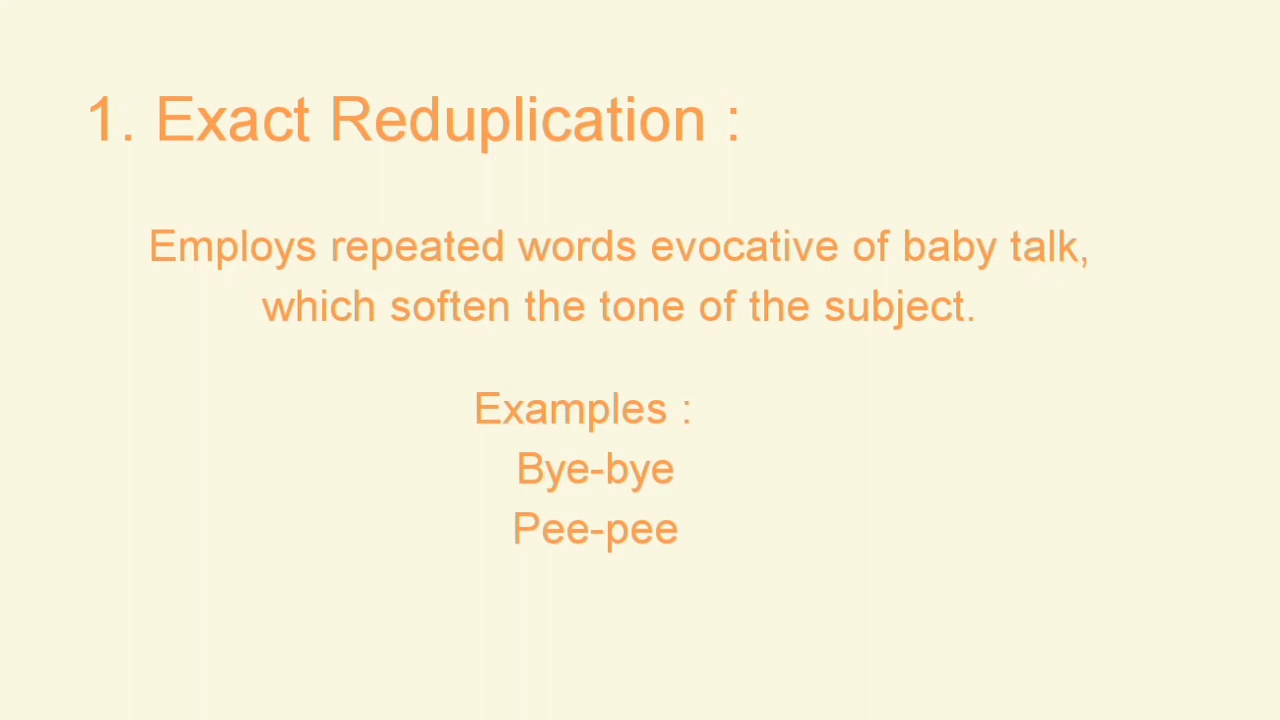 1. Exact Reduplication :
Employs repeated words evocative of baby talk,
which soften the tone of the subject.
Examples :
Bye-bye
Pee-pee